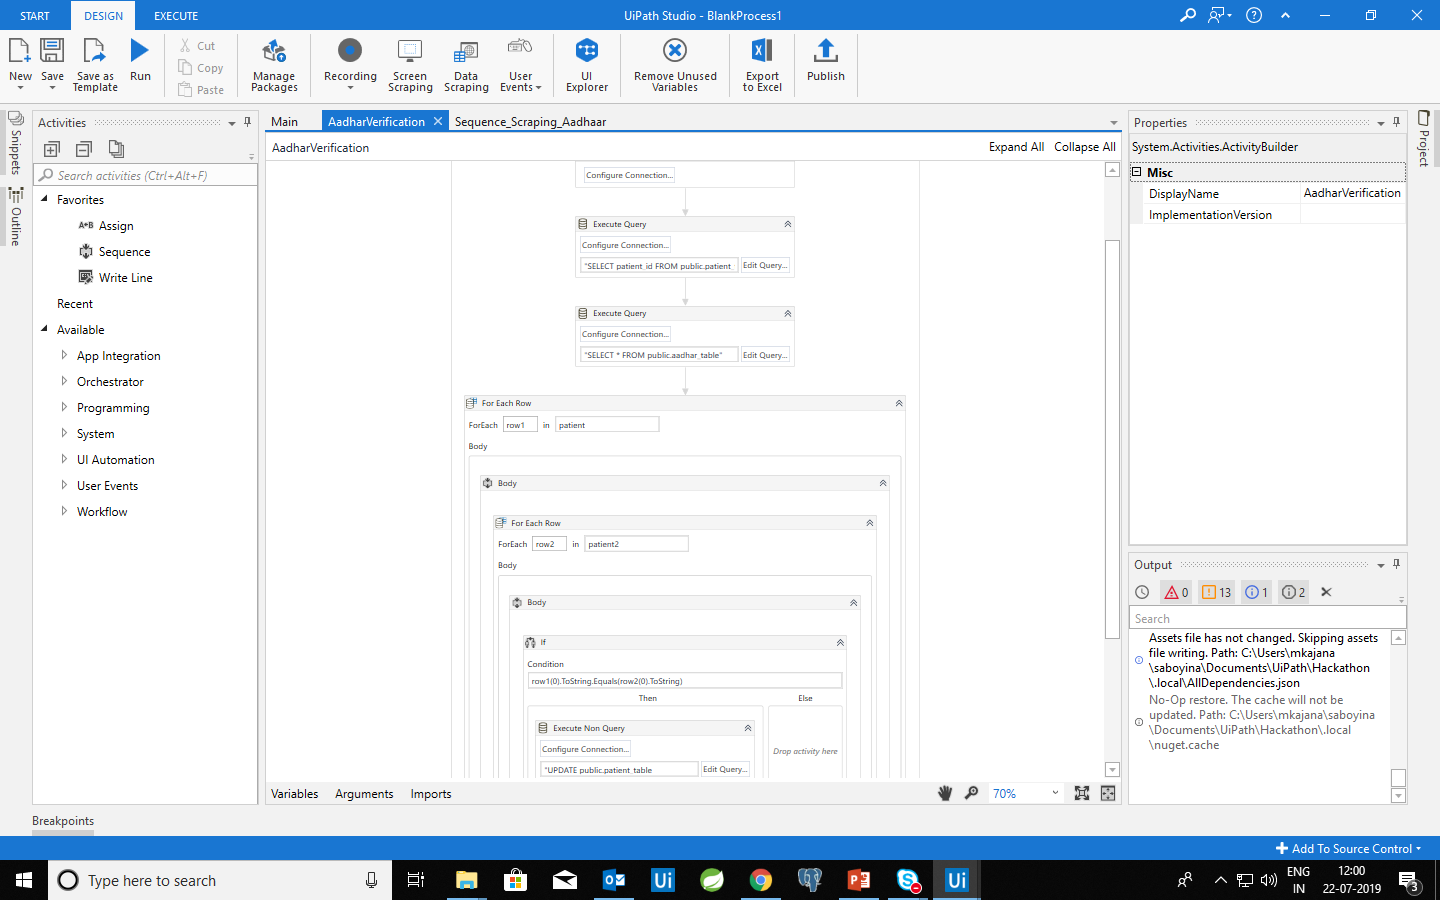 START
DESIGN
EXECUTE
UiPath Studio - BlankProcess1
New
Save
Save as Template
Run
Cut
Copy
Paste
Manage Packages
Recording
Screen Scraping
Data Scraping
User Events
UI Explorer
Remove Unused Variables
Export to Excel
Publish
Snippets
Outline
Activities
Search activities (Ctrl+Alt+F)
Favorites
Assign
A+B
Sequence
Write Line
Recent
Available
App Integration
Orchestrator
Programming
System
UI Automation
User Events
Workflow
Main
AadharVerification
Sequence_Scraping_Aadhaar
AadharVerification
Expand All
Collapse All
Configure Connection...
Execute Query
Configure Connection...
"SELECT patient_id FROM public.patient
Edit Query...
Execute Query
Configure Connection...
"SELECT * FROM public.aadhar_table"
Edit Query...
For Each Row
ForEach row1 in patient
Body
Body
For Each Row
ForEach row2 in patient2
Body
Body
If
Condition
row1(0).ToString.Equals(row2(0).ToString)
Then
Else
Execute Non Query
Configure Connection...
"UPDATE public.patient_table
Edit Query...
Drop activity here
Variables
Arguments
Imports
70%
Properties
System.Activities.ActivityBuilder
Misc
DisplayName AadharVerification
ImplementationVersion
Project
Output
0
13
1
2
Search
Assets file has not changed. Skipping assets
file writing. Path: C:\Users\mkajana
\saboyina\Documents\UiPath\Hackathon
\.local\AllDependencies.json
No-Op restore. The cache will not be
updated. Path: C:\Users\mkajana\saboyina
\Documents\UiPath\Hackathon\.local
\nuget.cache
Breakpoints
Add To Source Control
Type here to search
Ui
Ui
ENG
IN
12:00
22-07-2019
3